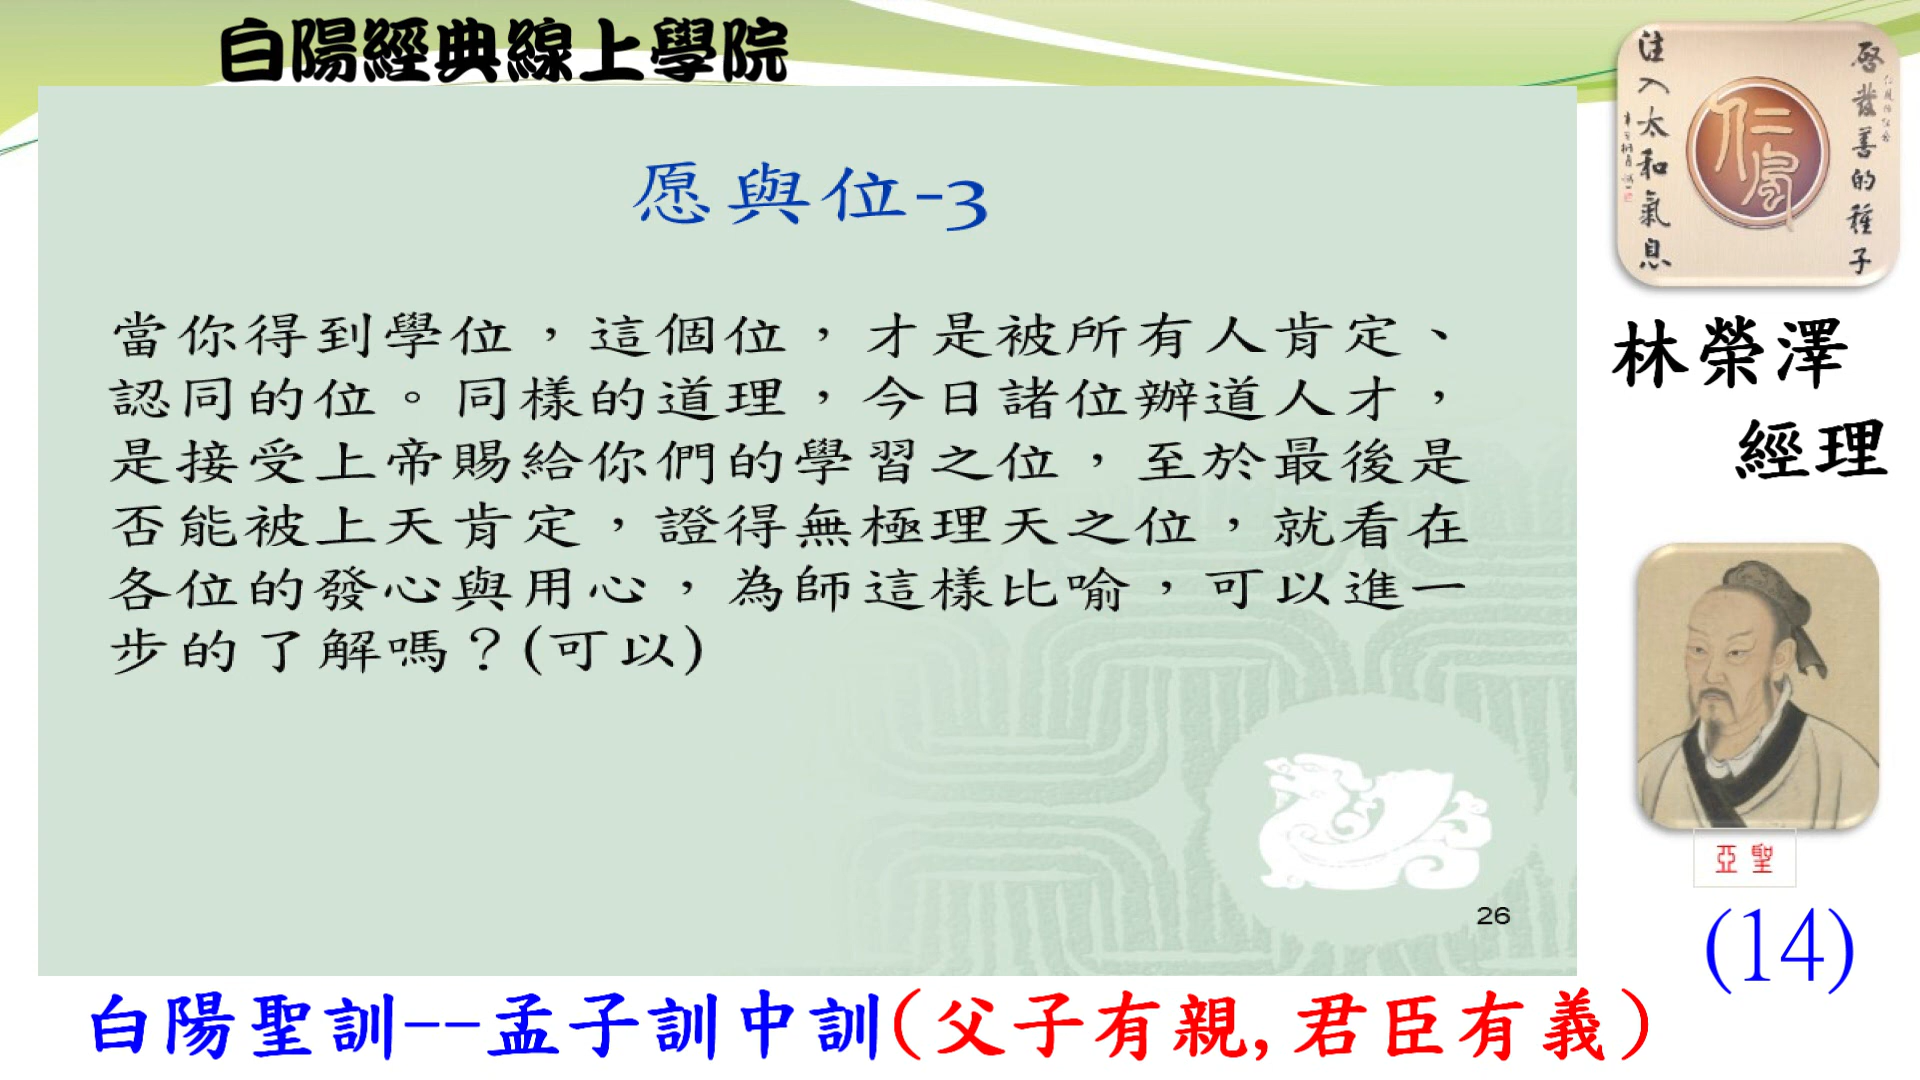 白陽經典線上學院
愿與位-3
當你得到學位，這個位，才是被所有人肯定、
認同的位。同樣的道理，今日諸位辦道人才，
是接受上帝賜給你們的學習之位，至於最後是
否能被上天肯定，證得無極理天之位，就看在
各位的發心與用心，為師這樣比喻，可以進一
步的了解嗎？(可以)
26
啓發善的種子
注入太和氣息
仁風
林榮澤
經理
亞聖
(14)
白陽聖訓--孟子訓中訓(父子有親,君臣有義)